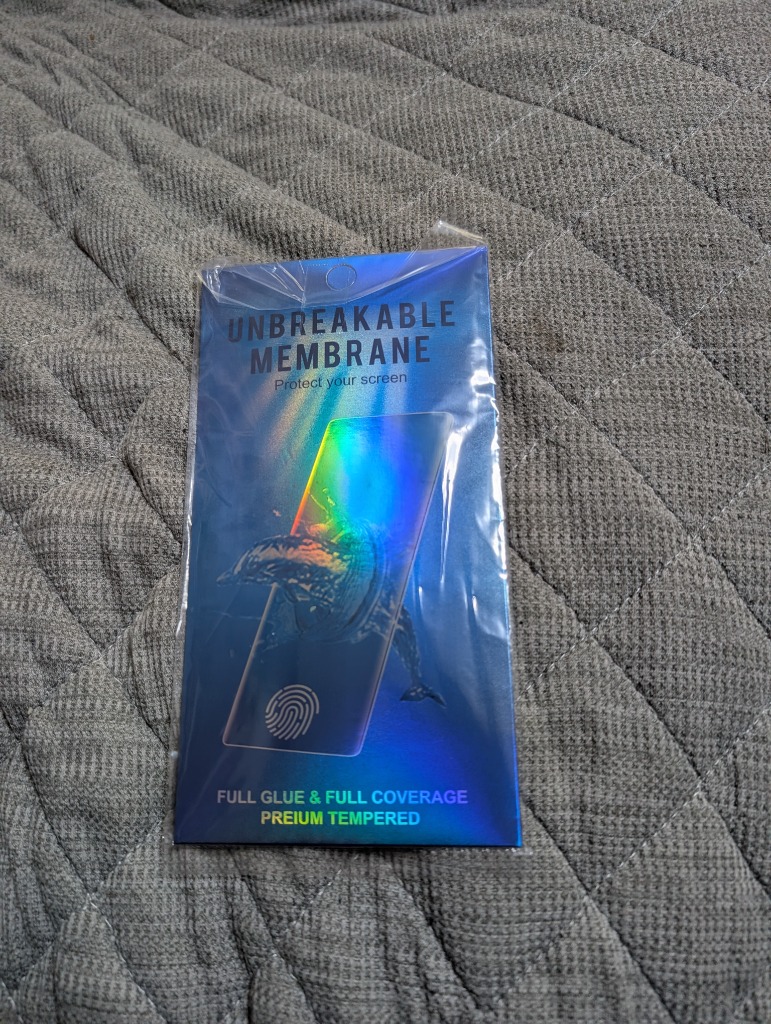 UNBREAKABLE
MEMBRANE
Protect your screen
FULL GLUE & FULL COVERAGE
PREIUM TEMPERED